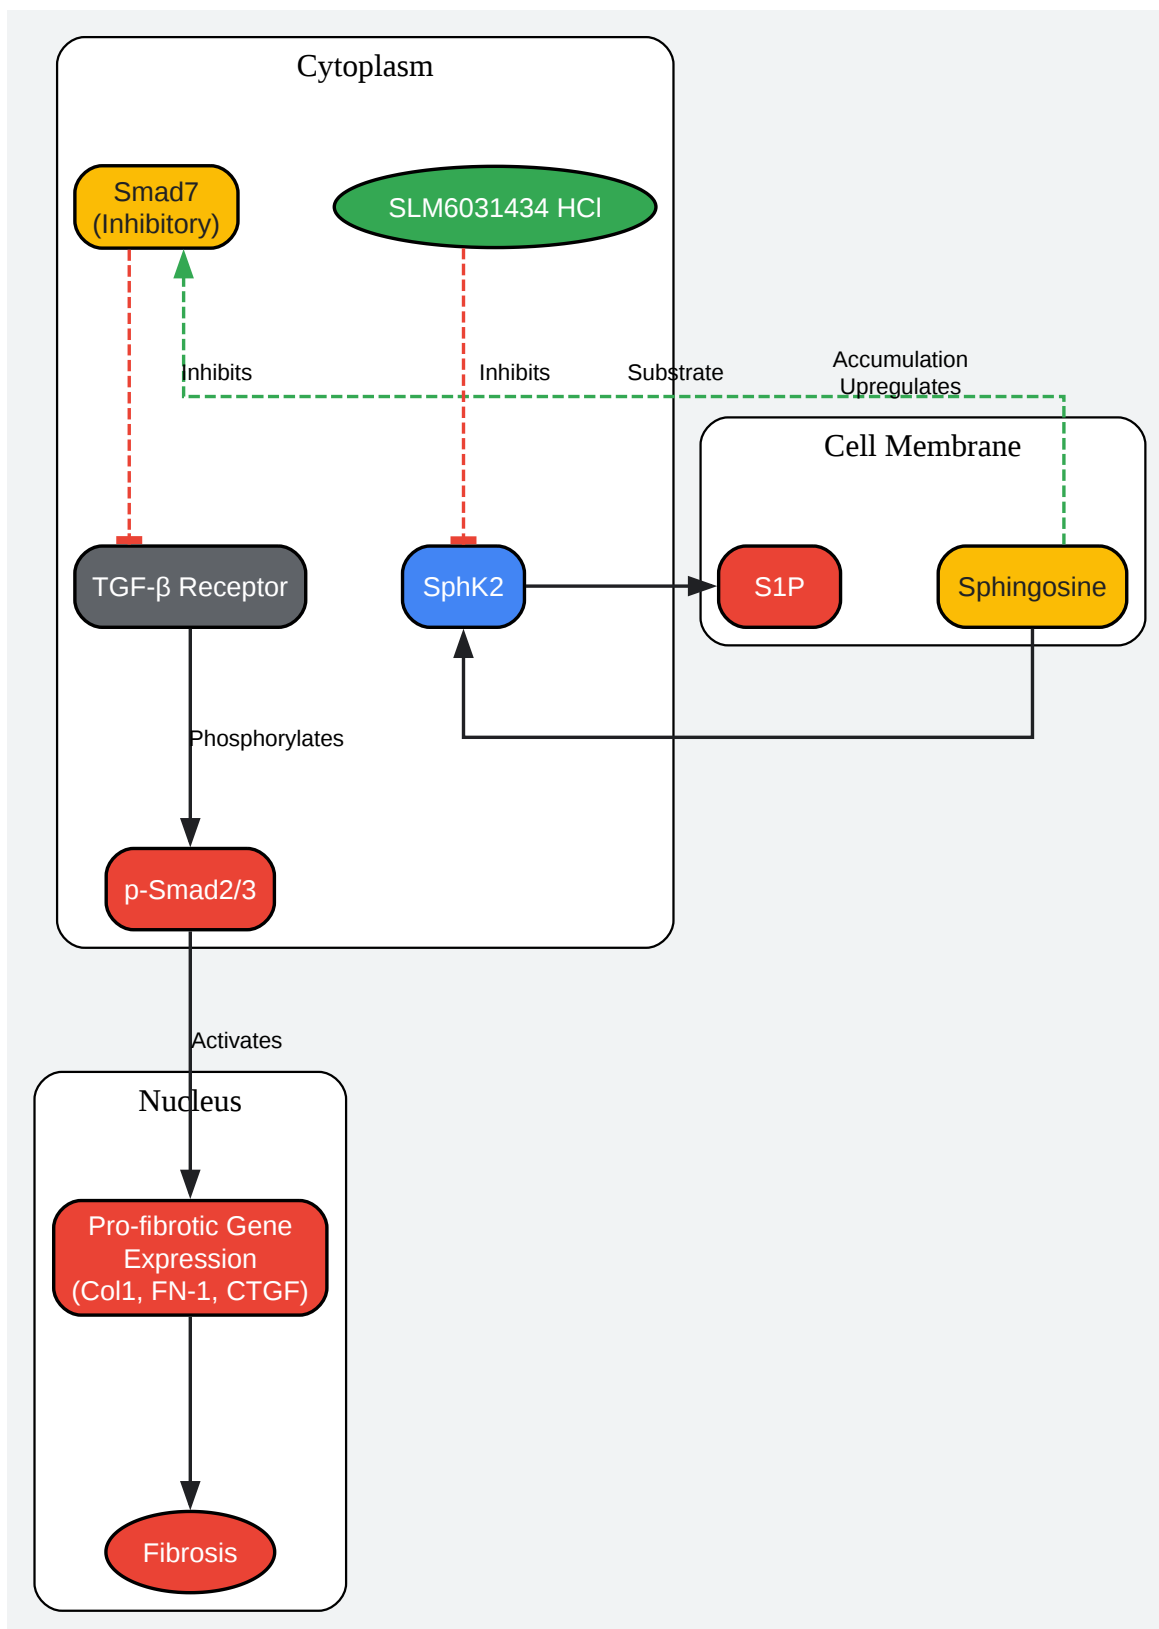 Cytoplasm
Smad7
(Inhibitory)
SLM6031434 HCl
Inhibits
Inhibits
Substrate
Accumulation
Upregulates
Cell Membrane
TGF-β Receptor
SphK2
S1P
Sphingosine
Phosphorylates
p-Smad2/3
Activates
Nucleus
Pro-fibrotic Gene
Expression
(Col1, FN-1, CTGF)
Fibrosis